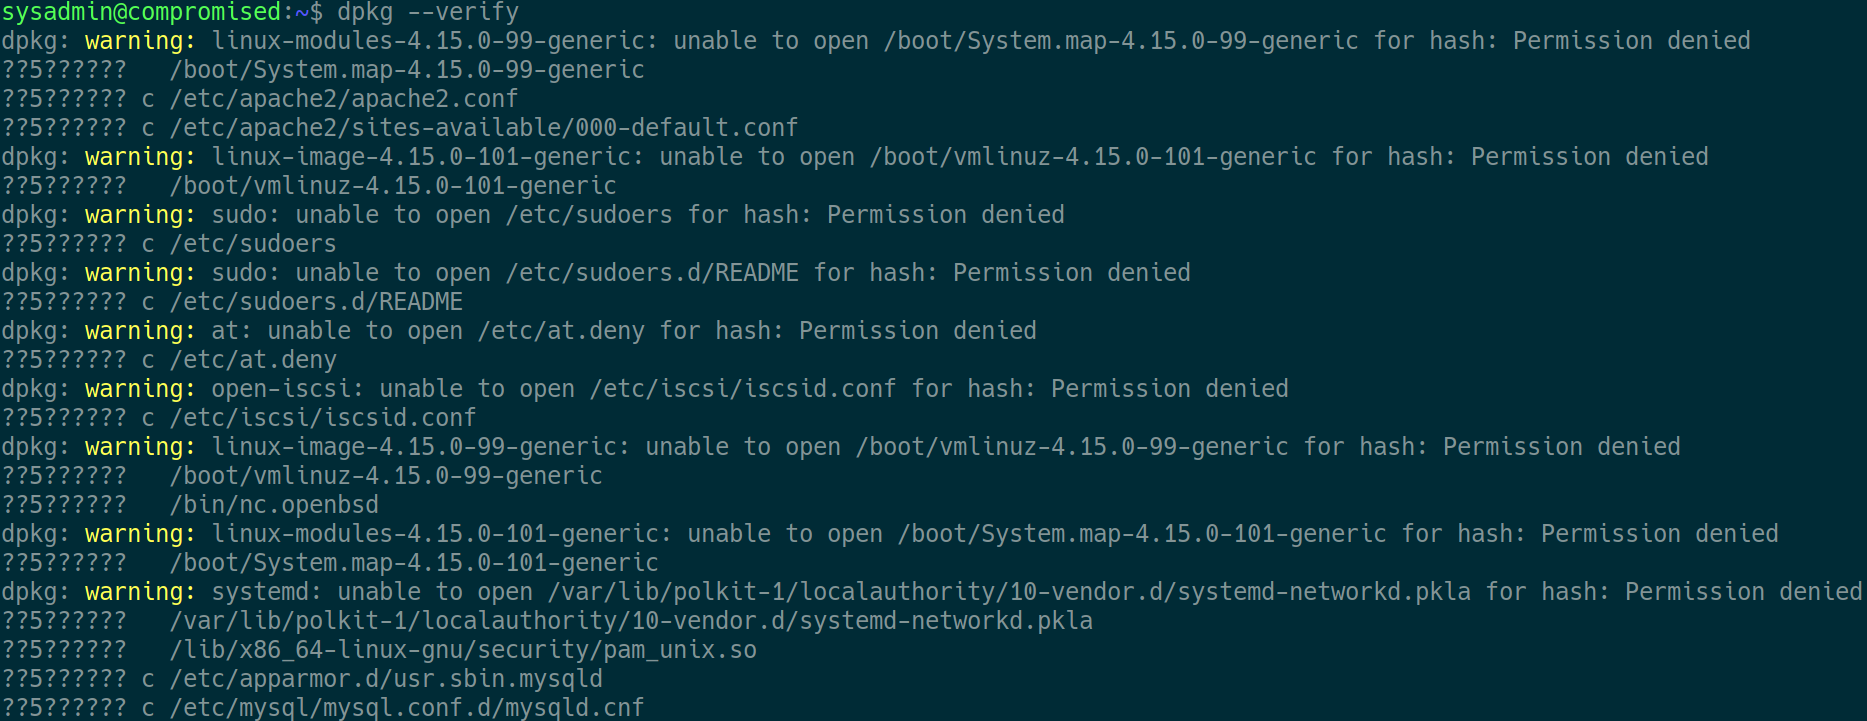 sysadmin@compromised:~$ dpkg --verify
dpkg: warning: linux-modules-4.15.0-99-generic: unable to open /boot/System.map-4.15.0-99-generic for hash: Permission denied
??5??????   /boot/System.map-4.15.0-99-generic
??5?????? c /etc/apache2/apache2.conf
??5?????? c /etc/apache2/sites-available/000-default.conf
dpkg: warning: linux-image-4.15.0-101-generic: unable to open /boot/vmlinuz-4.15.0-101-generic for hash: Permission denied
??5??????   /boot/vmlinuz-4.15.0-101-generic
dpkg: warning: sudo: unable to open /etc/sudoers for hash: Permission denied
??5?????? c /etc/sudoers
dpkg: warning: sudo: unable to open /etc/sudoers.d/README for hash: Permission denied
??5?????? c /etc/sudoers.d/README
dpkg: warning: at: unable to open /etc/at.deny for hash: Permission denied
??5?????? c /etc/at.deny
dpkg: warning: open-iscsi: unable to open /etc/iscsi/iscsid.conf for hash: Permission denied
??5?????? c /etc/iscsi/iscsid.conf
dpkg: warning: linux-image-4.15.0-99-generic: unable to open /boot/vmlinuz-4.15.0-99-generic for hash: Permission denied
??5??????   /boot/vmlinuz-4.15.0-99-generic
??5??????   /bin/nc.openbsd
dpkg: warning: linux-modules-4.15.0-101-generic: unable to open /boot/System.map-4.15.0-101-generic for hash: Permission denied
??5??????   /boot/System.map-4.15.0-101-generic
dpkg: warning: systemd: unable to open /var/lib/polkit-1/localauthority/10-vendor.d/systemd-networkd.pkla for hash: Permission denied
??5??????   /var/lib/polkit-1/localauthority/10-vendor.d/systemd-networkd.pkla
??5??????   /lib/x86_64-linux-gnu/security/pam_unix.so
??5?????? c /etc/apparmor.d/usr.sbin.mysqld
??5?????? c /etc/mysql/mysql.conf.d/mysqld.cnf